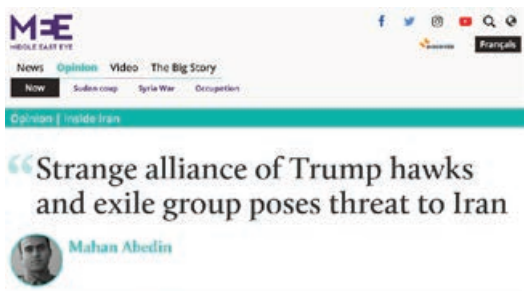 MEE
MIDDLE EAST EYE
Français
News Opinion Video The Big Story
Now Sudan coup Syria War Occupation
Opinion | Inside Iran
“Strange alliance of Trump hawks
and exile group poses threat to Iran
Mahan Abedin